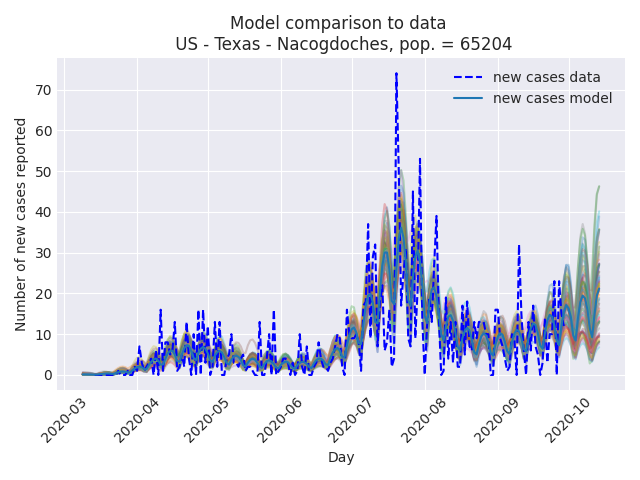 Model comparison to data
US - Texas - Nacogdoches, pop. = 65204
new cases data
new cases model
Number of new cases reported
70
60
50
40
30
20
10
0
2020-03
2020-04
2020-05
2020-06
2020-07
2020-08
2020-09
2020-10
Day